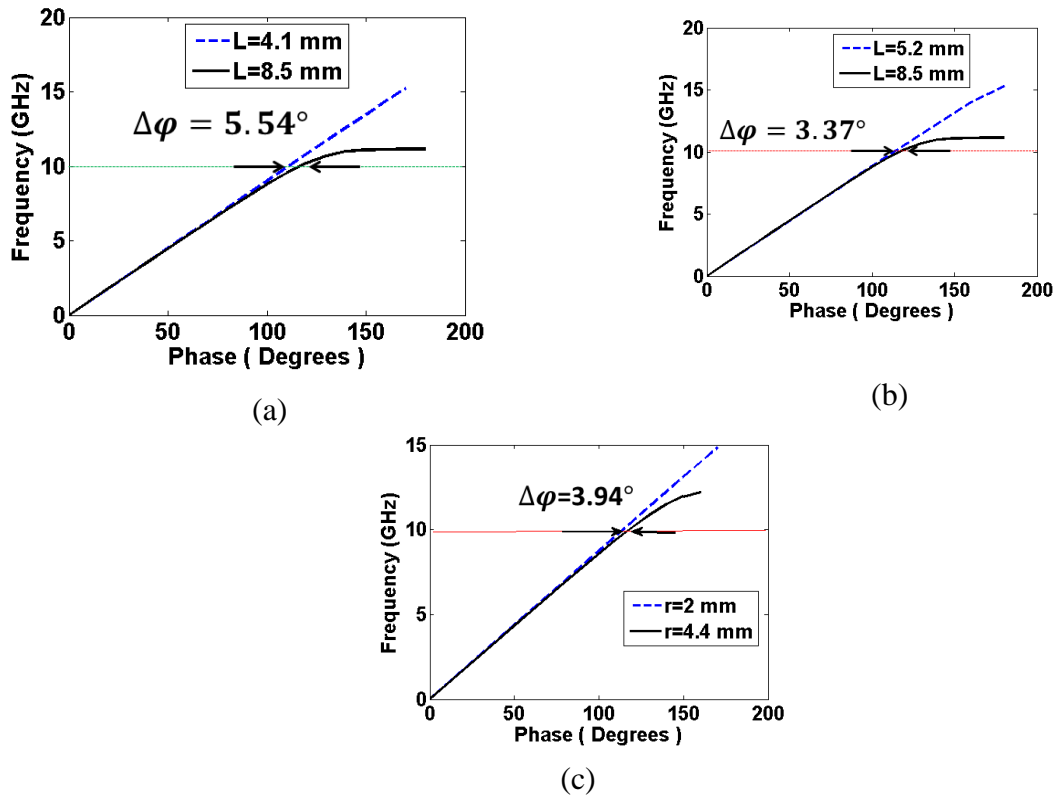 20
15
10
5
0
Frequency (GHz)
L=4.1 mm
L=8.5 mm
Δφ = 5.54°
0 50 100 150 200
Phase ( Degrees )
(a)
20
15
10
5
0
Frequency (GHz)
L=5.2 mm
L=8.5 mm
Δφ = 3.37°
0 50 100 150 200
Phase ( Degrees )
(b)
15
10
5
0
Frequency (GHz)
Δφ=3.94°
r=2 mm
r=4.4 mm
0 50 100 150 200
Phase ( Degrees )
(c)